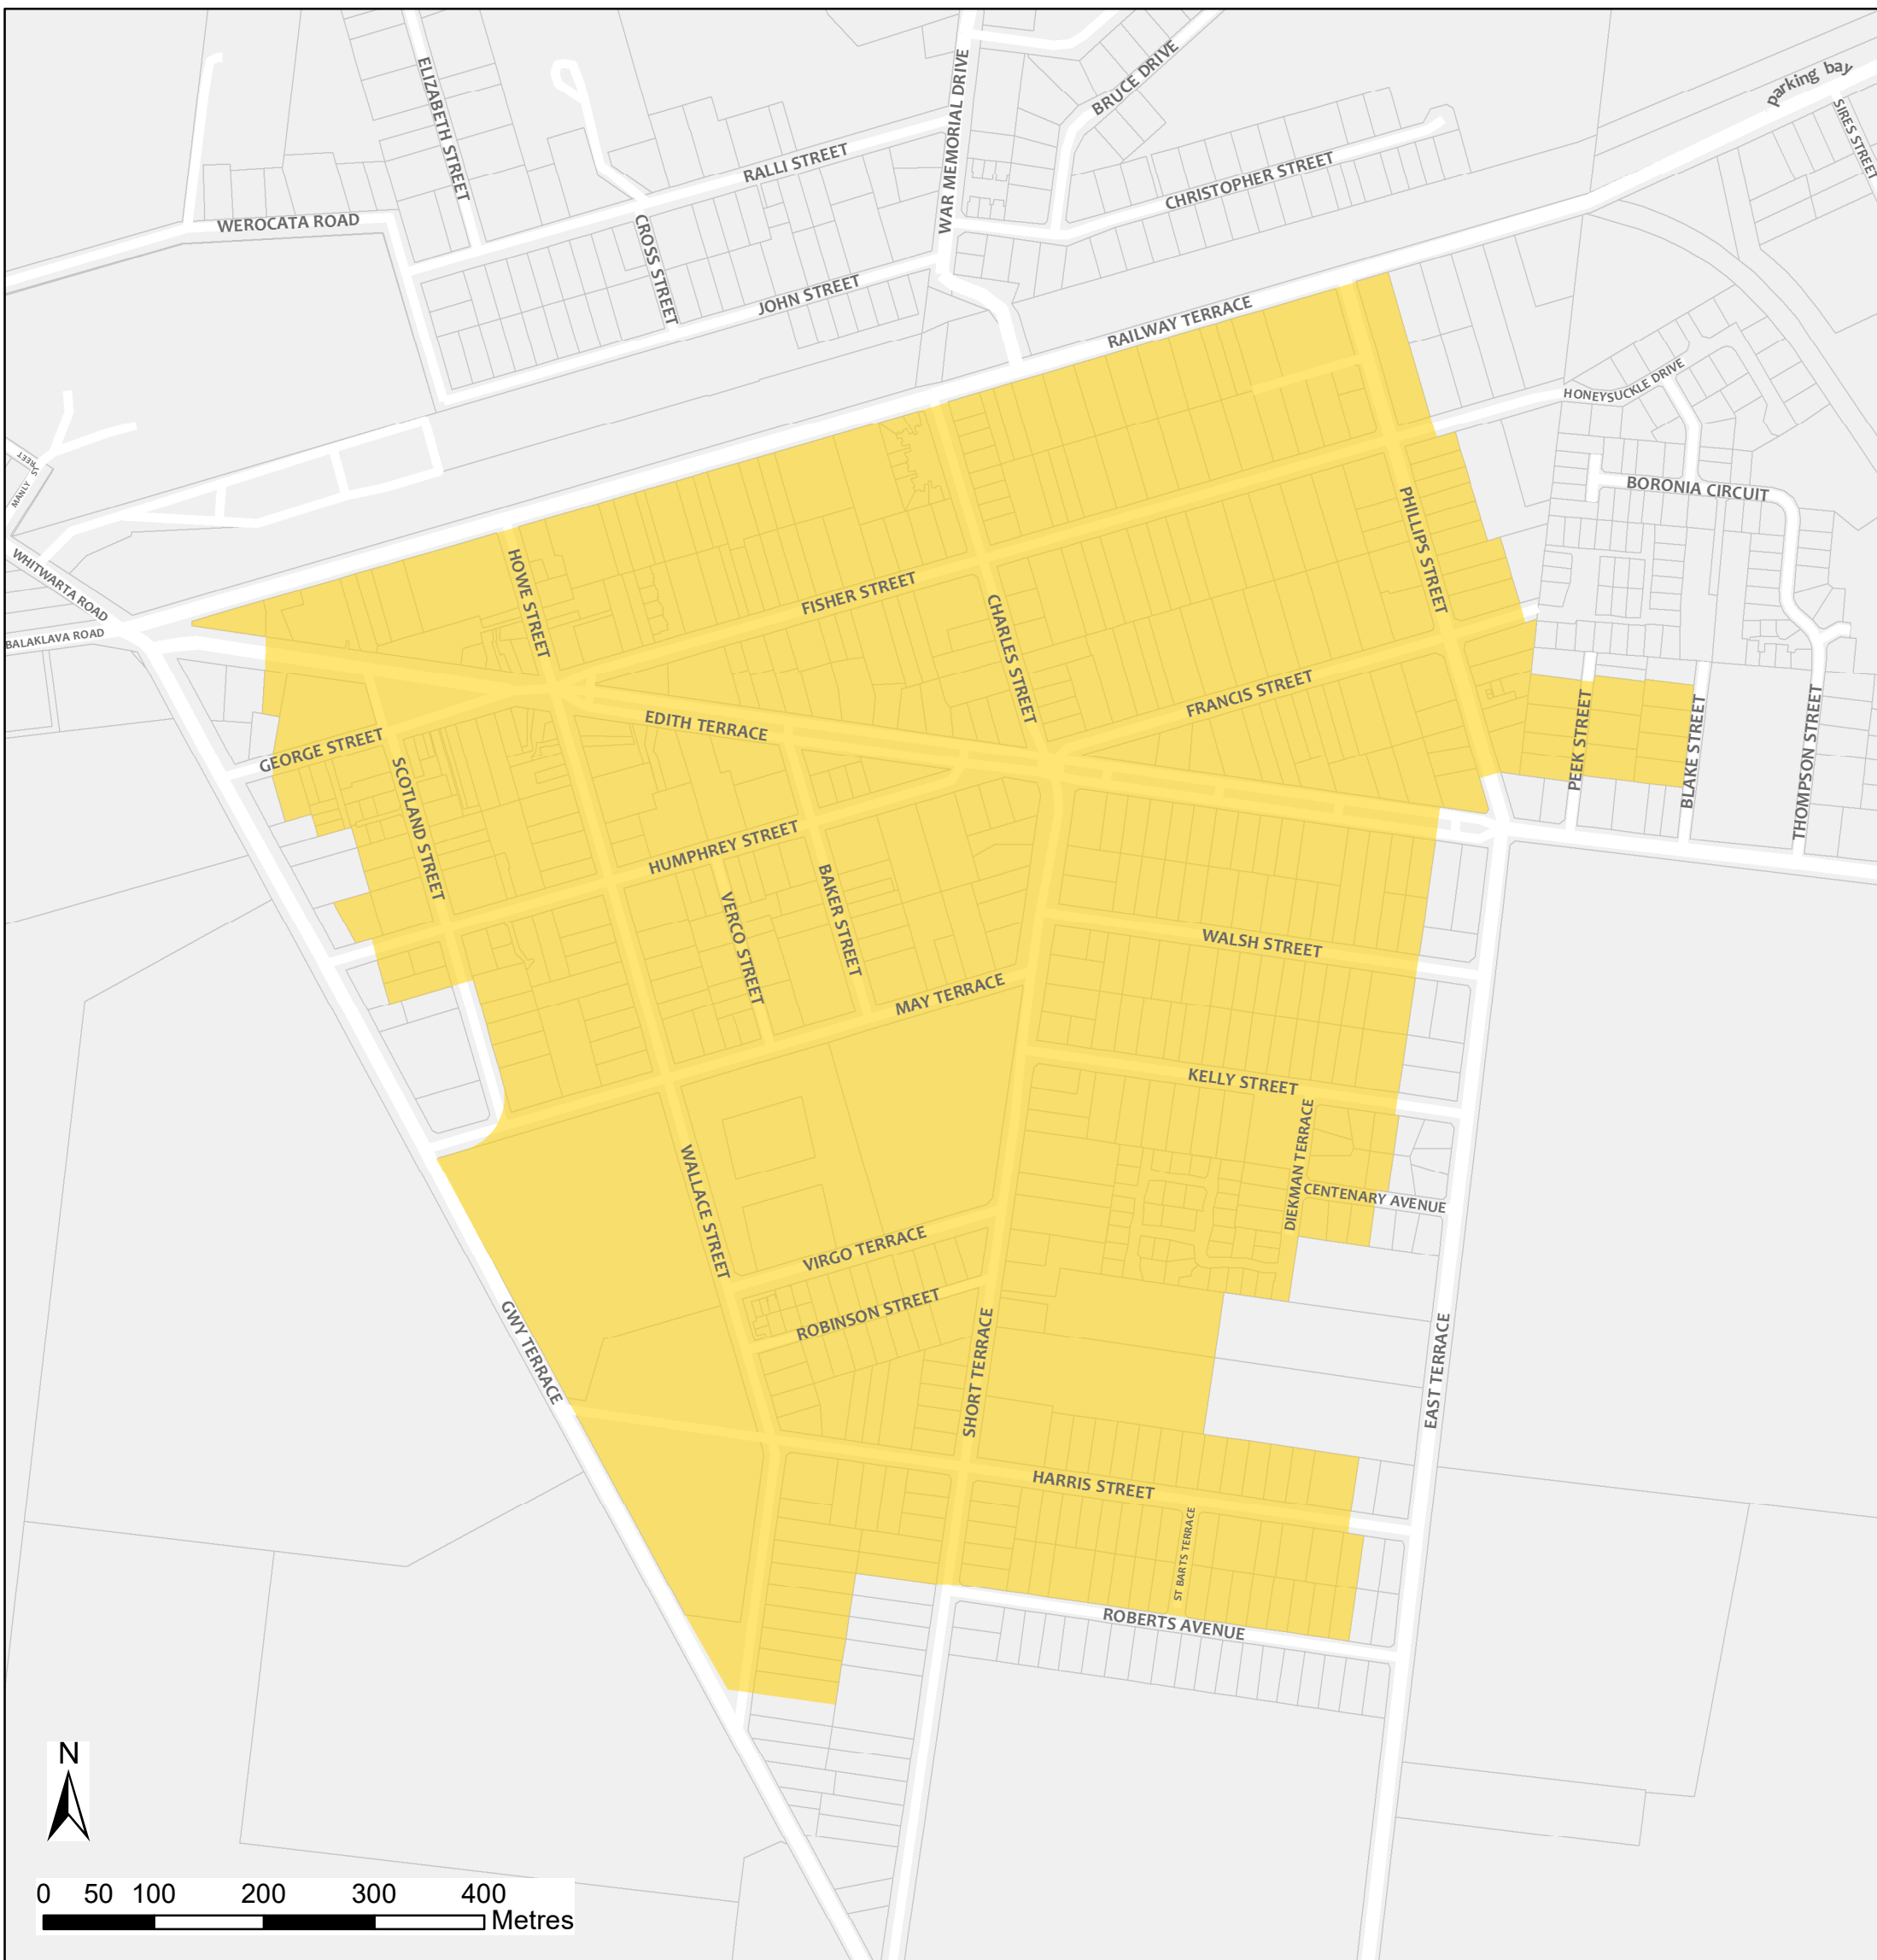 parking bay
SIRES STREET
BRUCE DRIVE
ELIZABETH STREET
WAR MEMORIAL DRIVE
RALLI STREET
CHRISTOPHER STREET
WEROCATA ROAD
CROSS STREET
JOHN STREET
RAILWAY TERRACE
HONEYSUCKLE DRIVE
MANLY STREET
BORONIA CIRCUIT
PHILLIPS STREET
WHITWARTA ROAD
HOWE STREET
FISHER STREET
CHARLES STREET
BALAKLAVA ROAD
FRANCIS STREET
EDITH TERRACE
PEEK STREET
BLAKE STREET
THOMPSON STREET
GEORGE STREET
SCOTLAND STREET
HUMPHREY STREET
BAKER STREET
VERCO STREET
WALSH STREET
MAY TERRACE
KELLY STREET
DIEKMAN TERRACE
CENTENARY AVENUE
WALLACE STREET
VIRGO TERRACE
ROBINSON STREET
GWY TERRACE
SHORT TERRACE
EAST TERRACE
HARRIS STREET
ST BARTS TERRACE
ROBERTS AVENUE
N
0 50 100 200 300 400
Metres